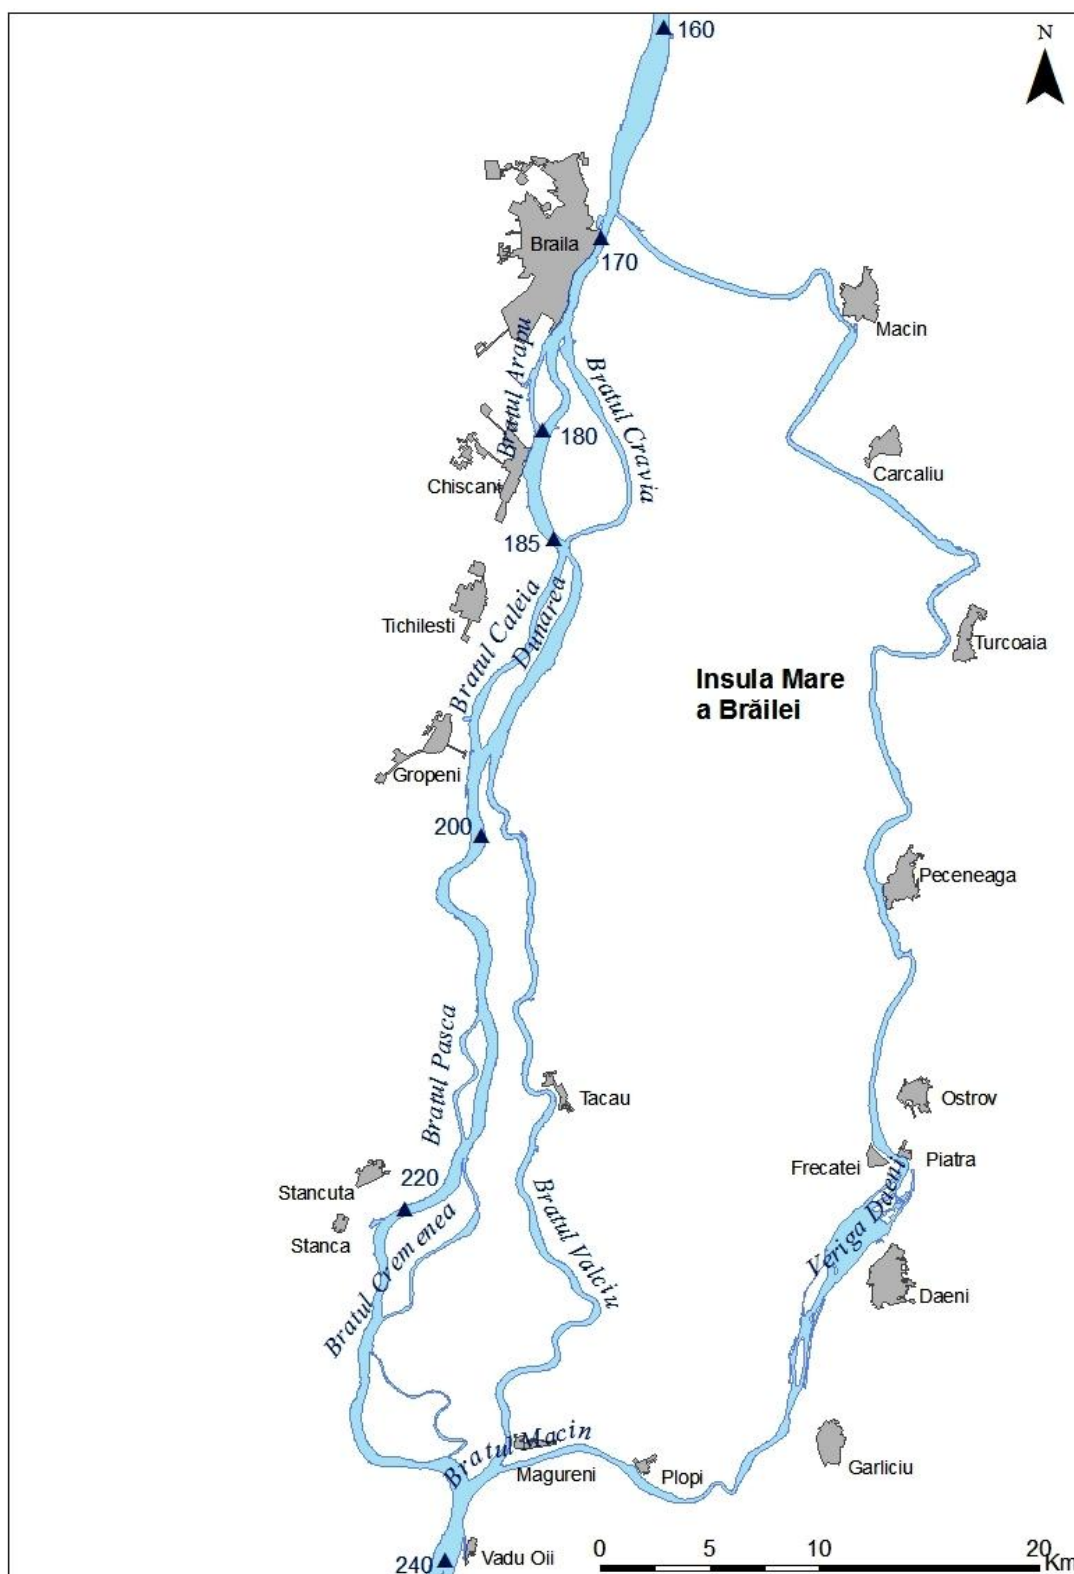 160
N
Braila
170
Macin
Bratul Arapu
Bratul Cravia
180
Carcaliu
Chiscani
185
Bratul Caleia
Dunarea
Tichilesti
Turcoaia
Insula Mare
a Brăilei
Gropeni
200
Peceneaga
Bratul Pasca
Tacau
Ostrov
Frecatei
Piatra
220
Stancuta
Stanca
Bratul Cremenea
Bratul Valciu
Veriga Daeni
Daeni
Bratul Macin
Magureni
Plopi
Garliciu
240
Vadu Oii
0 5 10 20
Km